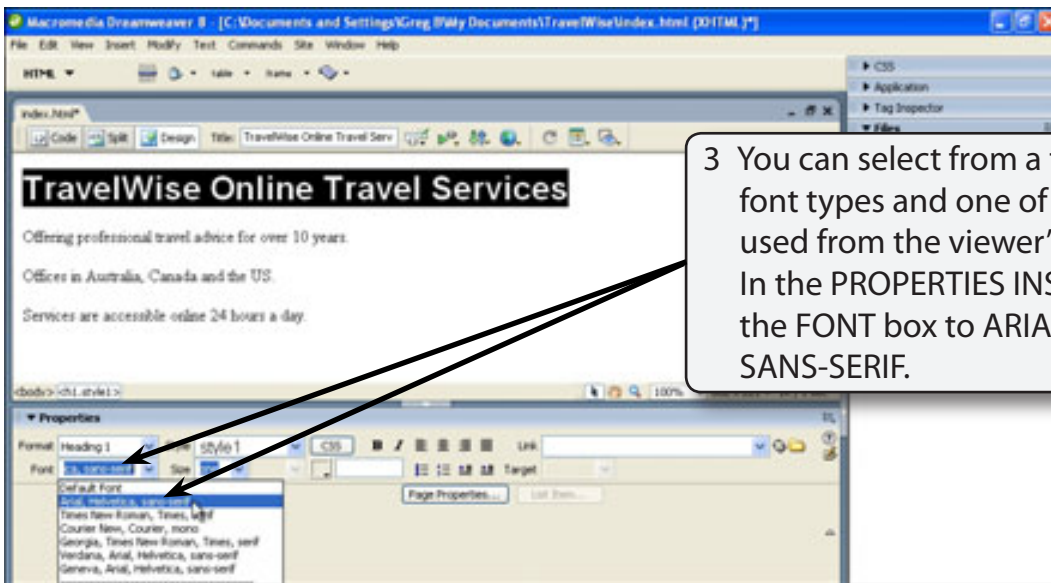 Macromedia Dreamweaver 8 - [C:\Documents and Settings\Greg B\My Documents\TravelWise\index.html (XHTML)*]
File Edit View Insert Modify Text Commands Site Window Help
HTML table frame
CSS
Application
Tag Inspector
Files
index.html*
Code Split Design Title: TravelWise Online Travel Serv
TravelWise Online Travel Services
Offering professional travel advice for over 10 years.
Offices in Australia, Canada and the US.
Services are accessible online 24 hours a day.
3 You can select from a
font types and one of
used from the viewer'
In the PROPERTIES INS
the FONT box to ARIA
SANS-SERIF.
<body> <h1.style1> 100%
Properties
Format Heading 1 Style style1 CSS B I Link
Font ca, sans-serif Size Target
Default Font
Page Properties... List Item...
Arial, Helvetica, sans-serif
Times New Roman, Times, serif
Courier New, Courier, mono
Georgia, Times New Roman, Times, serif
Verdana, Arial, Helvetica, sans-serif
Geneva, Arial, Helvetica, sans-serif